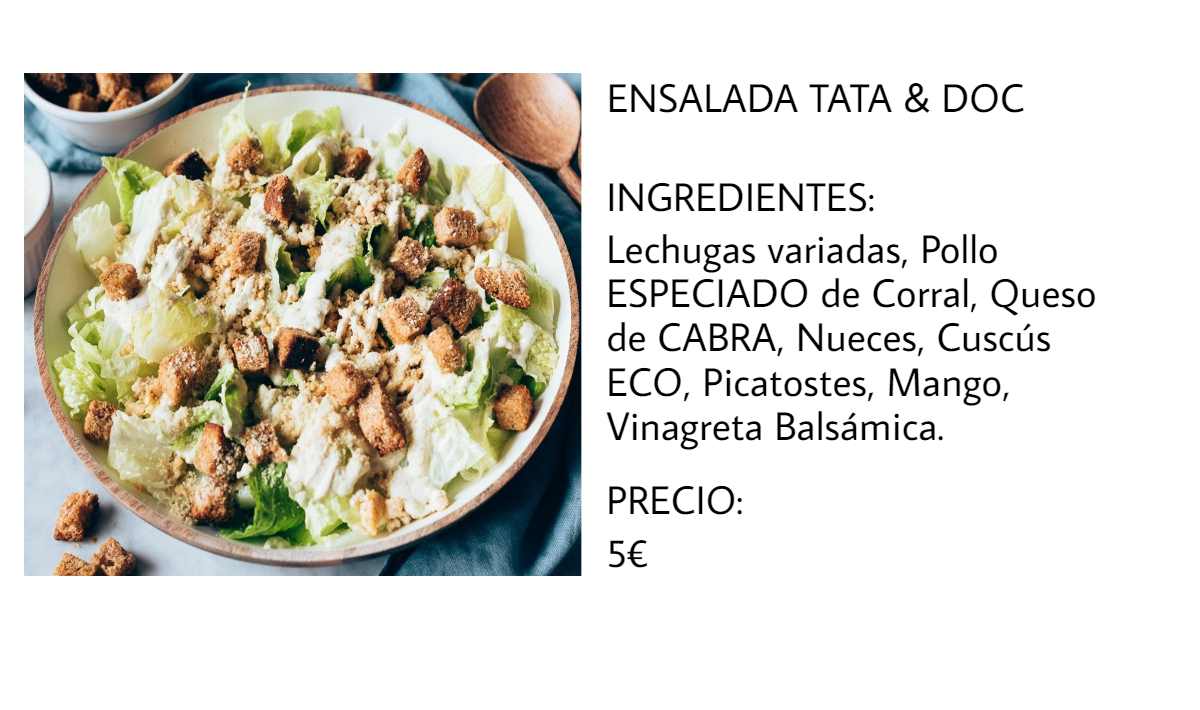 ENSALADA TATA & DOC
INGREDIENTES:
Lechugas variadas, Pollo
ESPECIADO de Corral, Queso
de CABRA, Nueces, Cuscús
ECO, Picatostes, Mango,
Vinagreta Balsámica.
PRECIO:
5€